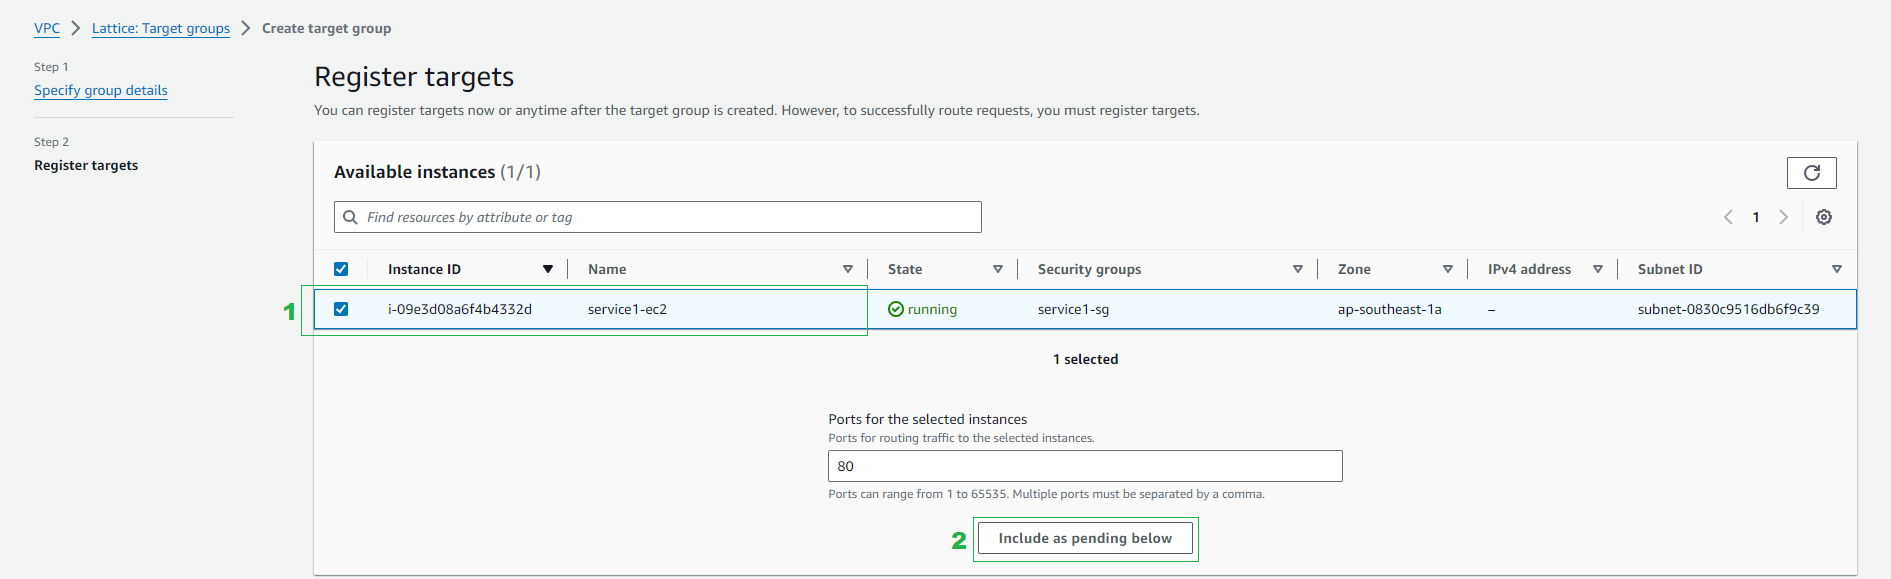 VPC > Lattice: Target groups > Create target group
Step 1
Specify group details
Step 2
Register targets
Register targets
You can register targets now or anytime after the target group is created. However, to successfully route requests, you must register targets.
Available instances (1/1)
Find resources by attribute or tag
1
Instance ID Name State Security groups Zone IPv4 address Subnet ID
1 i-09e3d08a6f4b4332d service1-ec2 running service1-sg ap-southeast-1a – subnet-0830c9516db6f9c39
1 selected
Ports for the selected instances
Ports for routing traffic to the selected instances.
80
Ports can range from 1 to 65535. Multiple ports must be separated by a comma.
2 Include as pending below